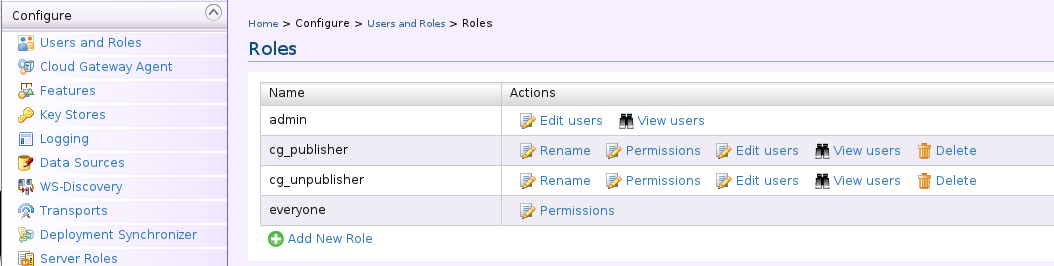 Configure
Users and Roles
Cloud Gateway Agent
Features
Key Stores
Logging
Data Sources
WS-Discovery
Transports
Deployment Synchronizer
Server Roles
Home > Configure > Users and Roles > Roles
Roles
Name Actions
admin Edit users View users
cg_publisher Rename Permissions Edit users View users Delete
cg_unpublisher Rename Permissions Edit users View users Delete
everyone Permissions
Add New Role